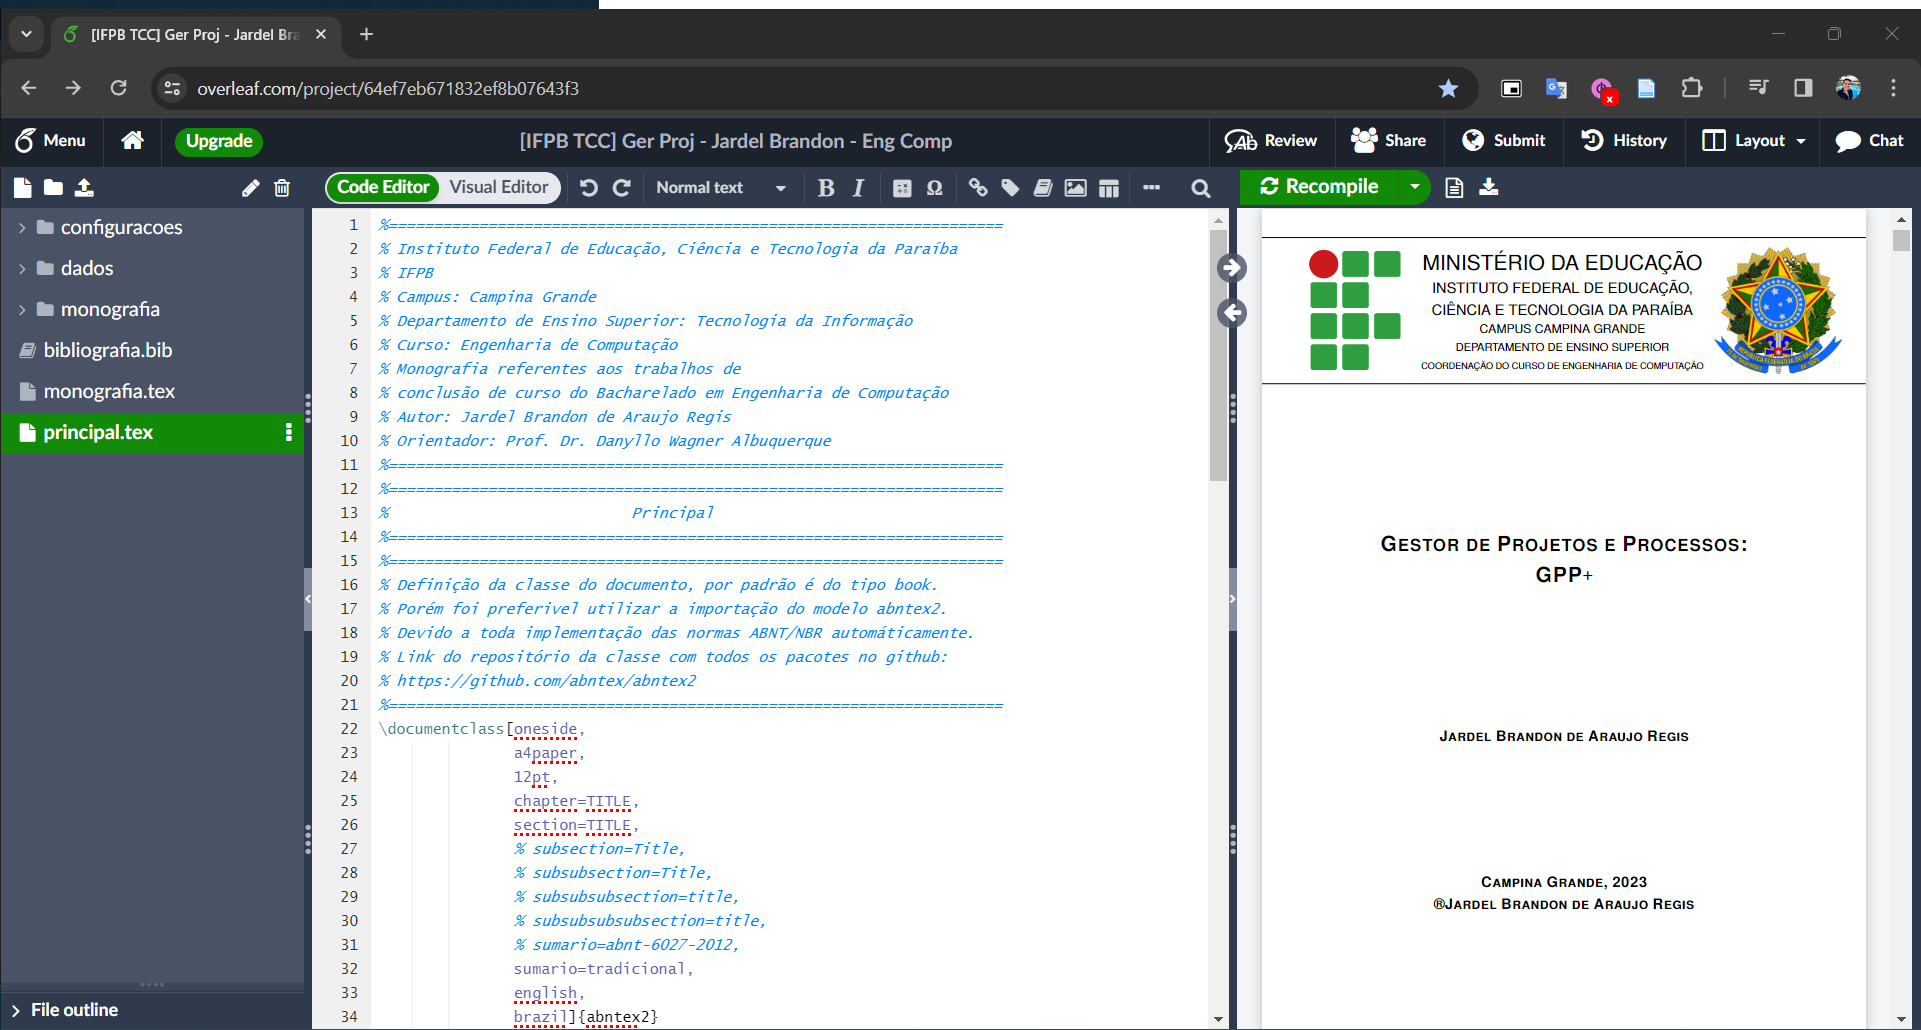 [IFPB TCC] Ger Proj - Jardel Bra
overleaf.com/project/64ef7eb671832ef8b07643f3
Menu
Upgrade
[IFPB TCC] Ger Proj - Jardel Brandon - Eng Comp
Review
Share
Submit
History
Layout
Chat
Code Editor
Visual Editor
Normal text
B
I
Ω
Recompile
configuracoes
dados
monografia
bibliografia.bib
monografia.tex
principal.tex
File outline
1 %====================================================================
2 % Instituto Federal de Educação, Ciência e Tecnologia da Paraíba
3 % IFPB
4 % Campus: Campina Grande
5 % Departamento de Ensino Superior: Tecnologia da Informação
6 % Curso: Engenharia de Computação
7 % Monografia referentes aos trabalhos de
8 % conclusão de curso do Bacharelado em Engenharia de Computação
9 % Autor: Jardel Brandon de Araujo Regis
10 % Orientador: Prof. Dr. Danyllo Wagner Albuquerque
11 %====================================================================
12 %====================================================================
13 % Principal
14 %====================================================================
15 %====================================================================
16 % Definição da classe do documento, por padrão é do tipo book.
17 % Porém foi preferivel utilizar a importação do modelo abntex2.
18 % Devido a toda implementação das normas ABNT/NBR automáticamente.
19 % Link do repositório da classe com todos os pacotes no github:
20 % https://github.com/abntex/abntex2
21 %====================================================================
22 \documentclass[oneside,
23 a4paper,
24 12pt,
25 chapter=TITLE,
26 section=TITLE,
27 % subsection=Title,
28 % subsubsection=Title,
29 % subsubsubsection=title,
30 % subsubsubsubsection=title,
31 % sumario=abnt-6027-2012,
32 sumario=tradicional,
33 english,
34 brazil]{abntex2}
MINISTÉRIO DA EDUCAÇÃO
INSTITUTO FEDERAL DE EDUCAÇÃO,
CIÊNCIA E TECNOLOGIA DA PARAÍBA
CAMPUS CAMPINA GRANDE
DEPARTAMENTO DE ENSINO SUPERIOR
COORDENAÇÃO DO CURSO DE ENGENHARIA DE COMPUTAÇÃO
GESTOR DE PROJETOS E PROCESSOS:
GPP+
JARDEL BRANDON DE ARAUJO REGIS
CAMPINA GRANDE, 2023
®JARDEL BRANDON DE ARAUJO REGIS